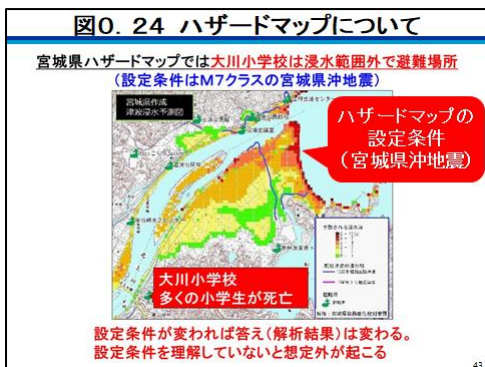 図0.24 ハザードマップについて
宮城県ハザードマップでは大川小学校は浸水範囲外で避難場所
(設定条件はM7クラスの宮城県沖地震)
宮城県作成
津波浸水予測図
ハザードマップの
設定条件
(宮城県沖地震)
大川小学校
多くの小学生が死亡
設定条件が変われば答え(解析結果)は変わる。
設定条件を理解していないと想定外が起こる
43